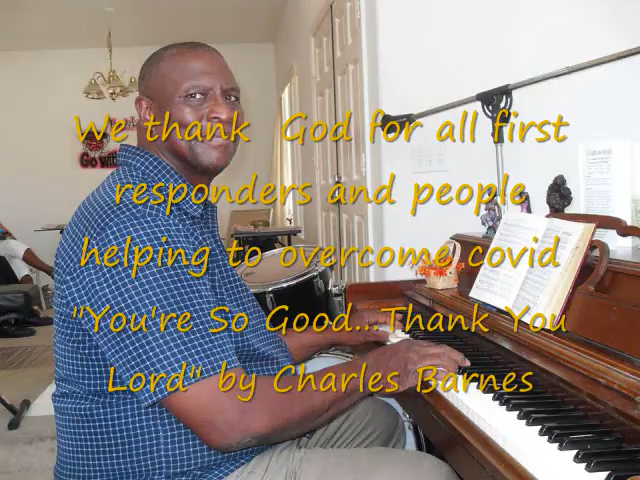 We thank God for all first
responders and people
helping to overcome covid
"You're So Good...Thank You
Lord" by Charles Barnes
Go